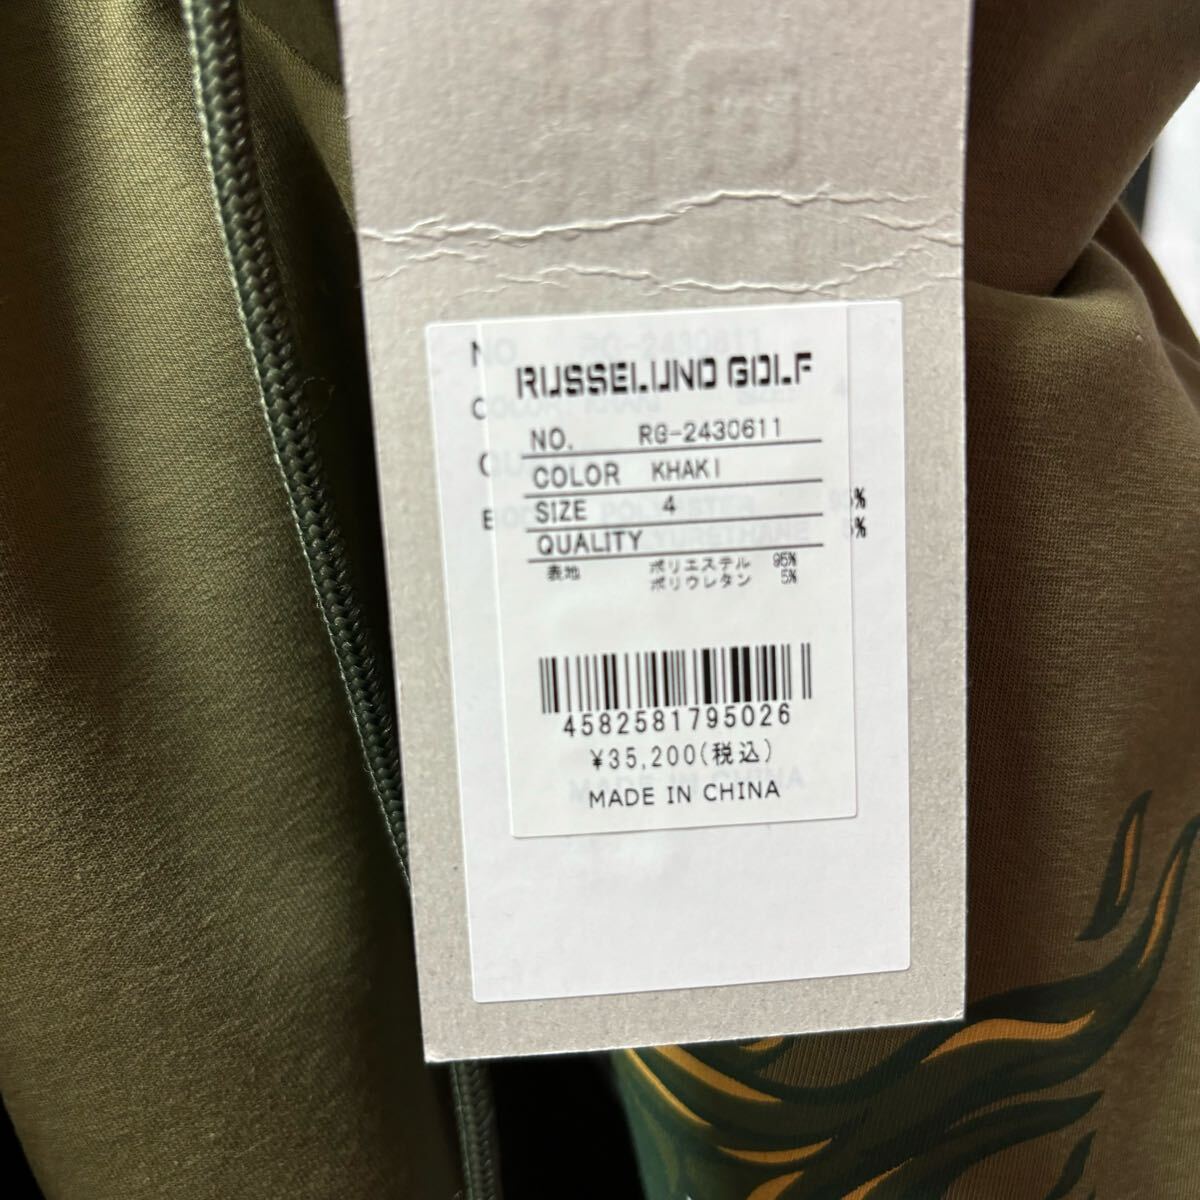 RUSSELUNO GOLF
NO. RG-2430611
COLOR KHAKI
SIZE 4
QUALITY
表地 ポリエステル 95%
ポリウレタン 5%
4582581795026
¥35,200(税込)
MADE IN CHINA